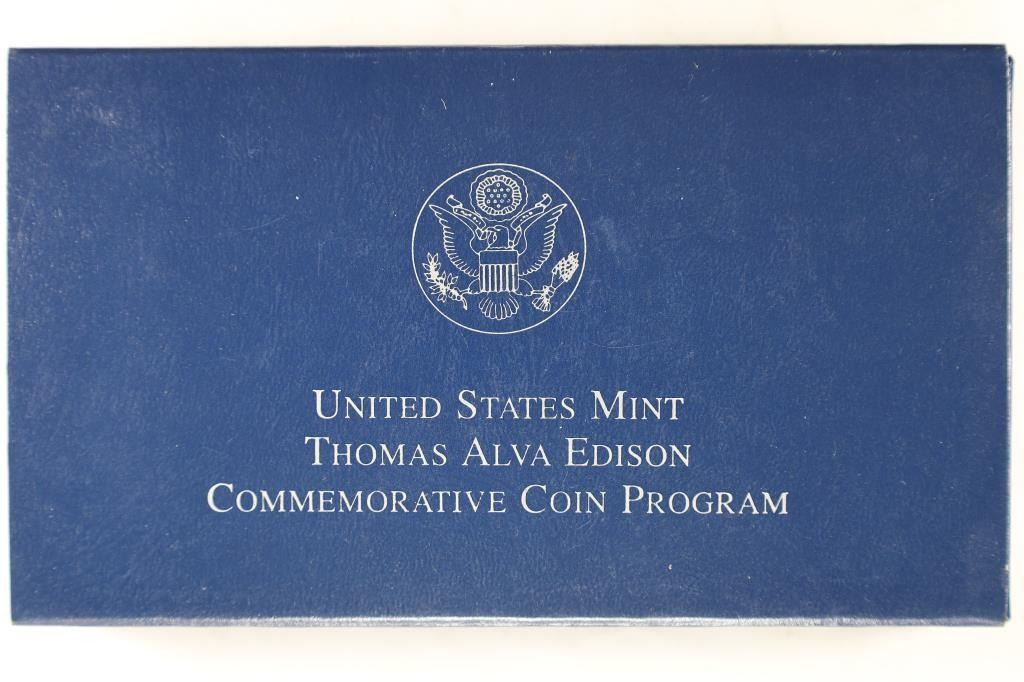 United States Mint
Thomas Alva Edison
Commemorative Coin Program